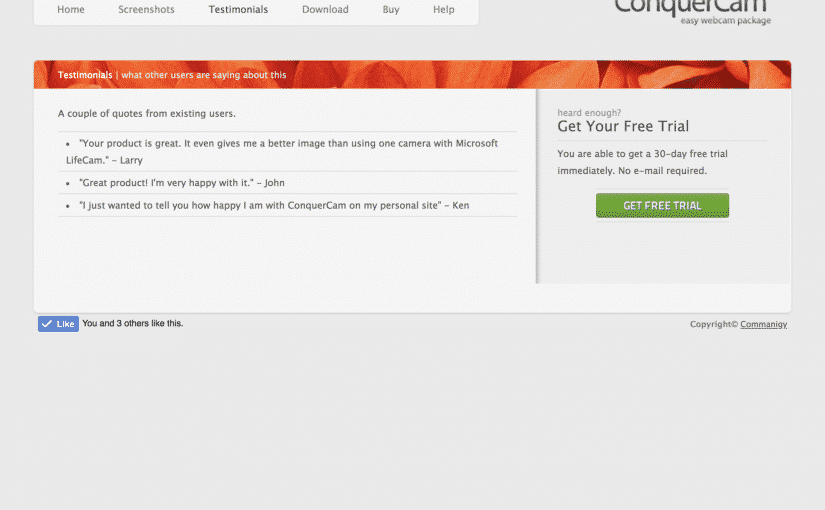 Home Screenshots Testimonials Download Buy Help
ConquerCam
easy webcam package
Testimonials | what other users are saying about this
A couple of quotes from existing users.
• "Your product is great. It even gives me a better image than using one camera with Microsoft
LifeCam." – Larry
• "Great product! I'm very happy with it." – John
• "I just wanted to tell you how happy I am with ConquerCam on my personal site" – Ken
heard enough?
Get Your Free Trial
You are able to get a 30-day free trial
immediately. No e-mail required.
GET FREE TRIAL
Like You and 3 others like this.
Copyright© Commanigy